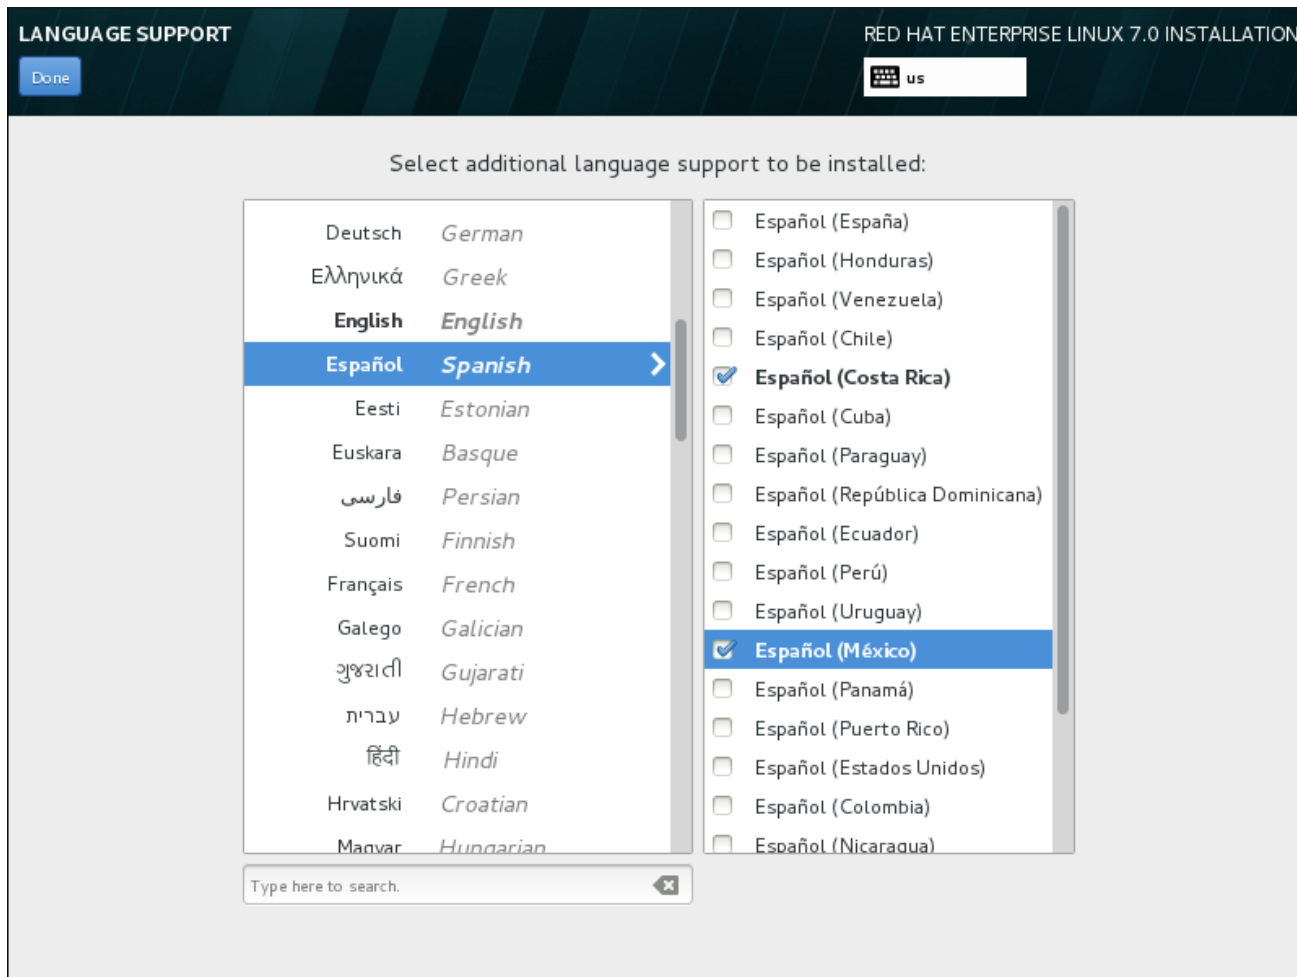 LANGUAGE SUPPORT
RED HAT ENTERPRISE LINUX 7.0 INSTALLATION
Done
us
Select additional language support to be installed:
Deutsch German
Ελληνικά Greek
English English
Español Spanish
Eesti Estonian
Euskara Basque
فارسی Persian
Suomi Finnish
Français French
Galego Galician
ગુજરાતી Gujarati
עברית Hebrew
हिंदी Hindi
Hrvatski Croatian
Magyar Hungarian
Español (España)
Español (Honduras)
Español (Venezuela)
Español (Chile)
Español (Costa Rica)
Español (Cuba)
Español (Paraguay)
Español (República Dominicana)
Español (Ecuador)
Español (Perú)
Español (Uruguay)
Español (México)
Español (Panamá)
Español (Puerto Rico)
Español (Estados Unidos)
Español (Colombia)
Español (Nicaragua)
Type here to search.